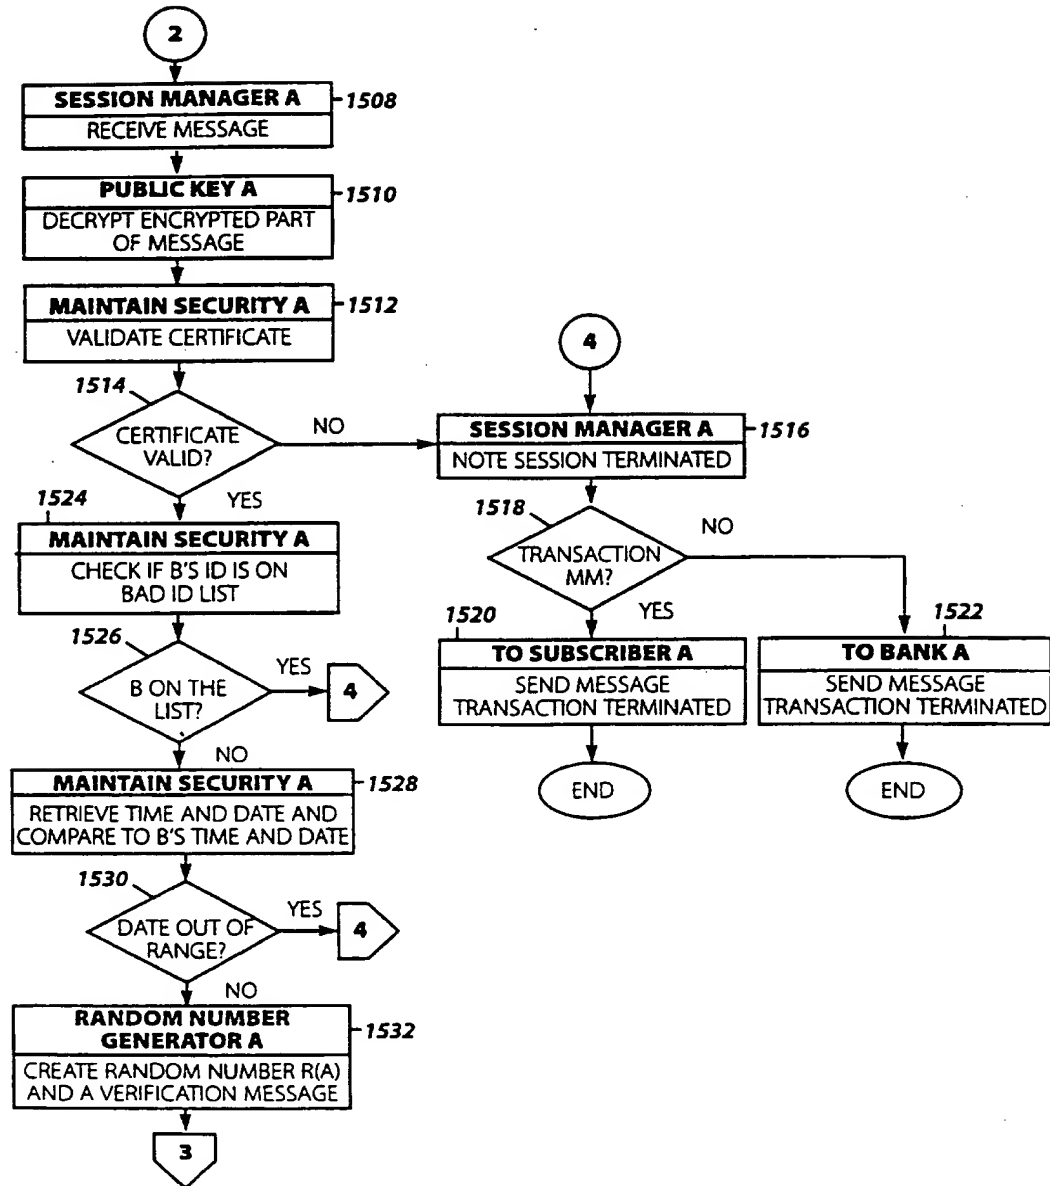 2
SESSION MANAGER A
1508
RECEIVE MESSAGE
PUBLIC KEY A
1510
DECRYPT ENCRYPTED PART
OF MESSAGE
MAINTAIN SECURITY A
1512
VALIDATE CERTIFICATE
1514
CERTIFICATE
VALID?
NO
YES
4
SESSION MANAGER A
1516
NOTE SESSION TERMINATED
1518
TRANSACTION
MM?
NO
YES
1520
TO SUBSCRIBER A
SEND MESSAGE
TRANSACTION TERMINATED
END
1522
TO BANK A
SEND MESSAGE
TRANSACTION TERMINATED
END
1524
MAINTAIN SECURITY A
CHECK IF B'S ID IS ON
BAD ID LIST
1526
B ON THE
LIST?
YES
4
NO
MAINTAIN SECURITY A
1528
RETRIEVE TIME AND DATE AND
COMPARE TO B'S TIME AND DATE
1530
DATE OUT OF
RANGE?
YES
4
NO
RANDOM NUMBER
GENERATOR A
1532
CREATE RANDOM NUMBER R(A)
AND A VERIFICATION MESSAGE
3